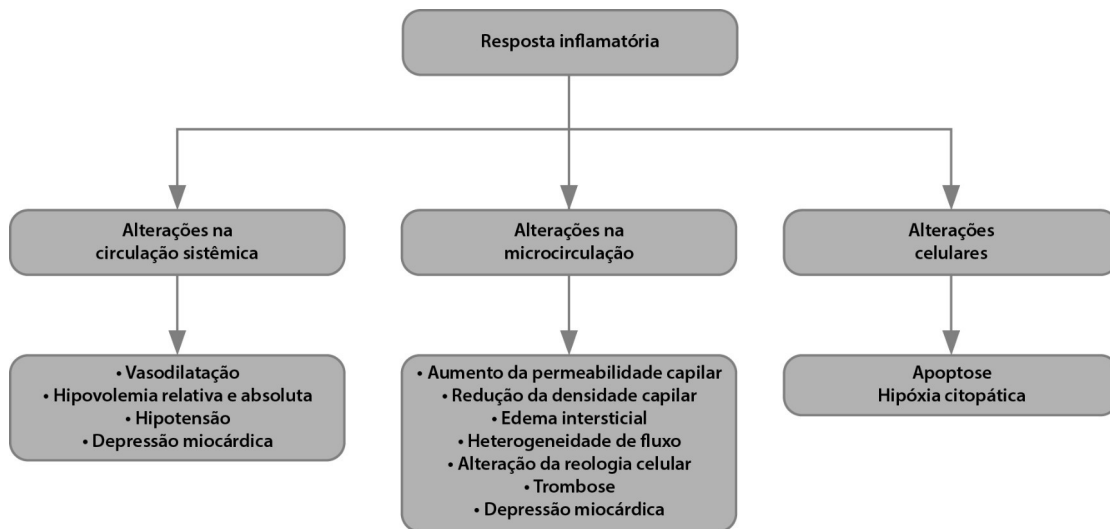 Resposta inflamatória
Alterações na
circulação sistêmica
Alterações na
microcirculação
Alterações
celulares
• Vasodilatação
• Hipovolemia relativa e absoluta
• Hipotensão
• Depressão miocárdica
• Aumento da permeabilidade capilar
• Redução da densidade capilar
• Edema intersticial
• Heterogeneidade de fluxo
• Alteração da reologia celular
• Trombose
• Depressão miocárdica
Apoptose
Hipóxia citopática